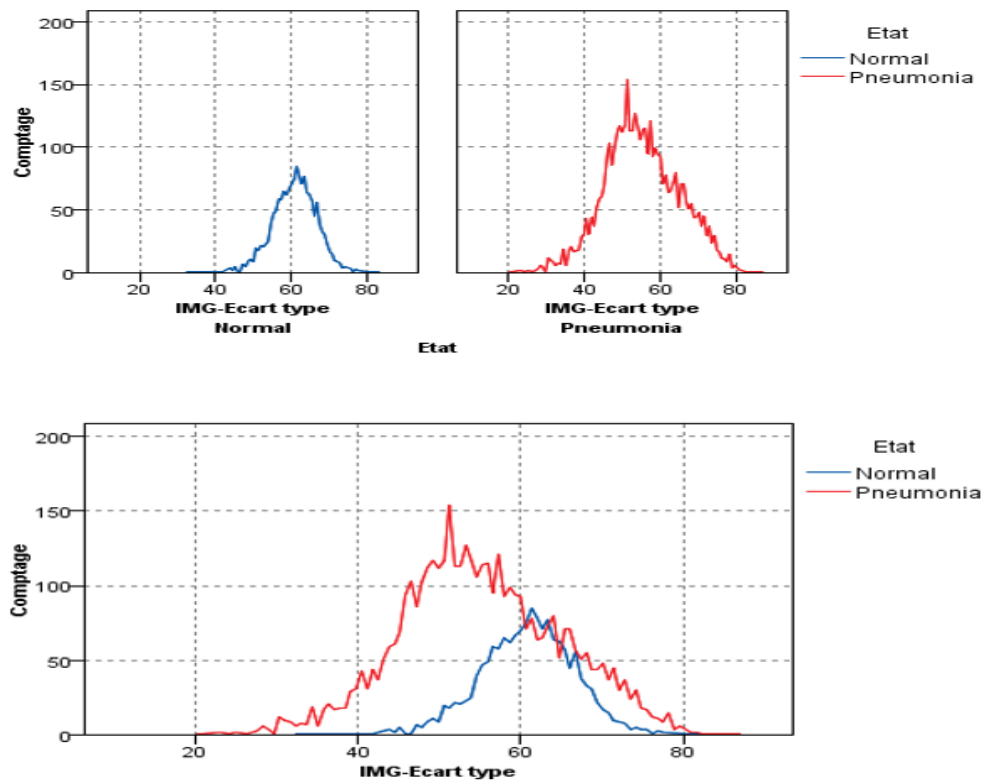 200
150
100
50
0
Comptage
20 40 60 80
IMG-Ecart type
Normal
20 40 60 80
IMG-Ecart type
Pneumonia
Etat
Etat
Normal
Pneumonia
200
150
100
50
0
Comptage
20 40 60 80
IMG-Ecart type
Etat
Normal
Pneumonia